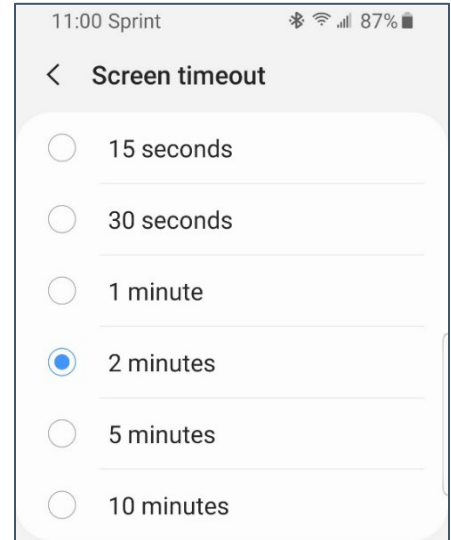 11:00 Sprint 87%
Screen timeout
15 seconds
30 seconds
1 minute
2 minutes
5 minutes
10 minutes